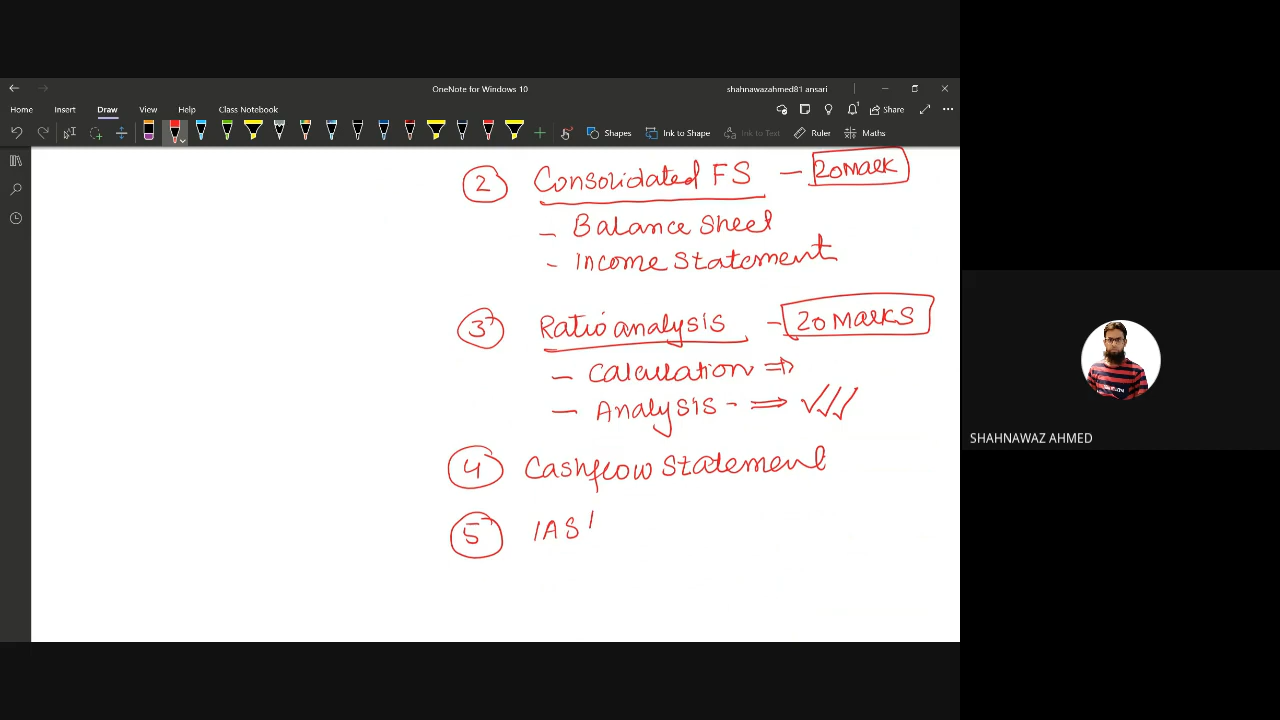 OneNote for Windows 10
shahnawazahmed81 ansari
Home Insert Draw View Help Class Notebook
Share
Shapes Ink to Shape Ink to Text Ruler Maths
2 Consolidated FS - 20 Mark
- Balance Sheet
- Income Statement
3 Ratio analysis - 20 Marks
- Calculation ⇒
- Analysis - ⇒ ✓✓✓
4 Cashflow Statement
5 IAS
SHAHNAWAZ AHMED